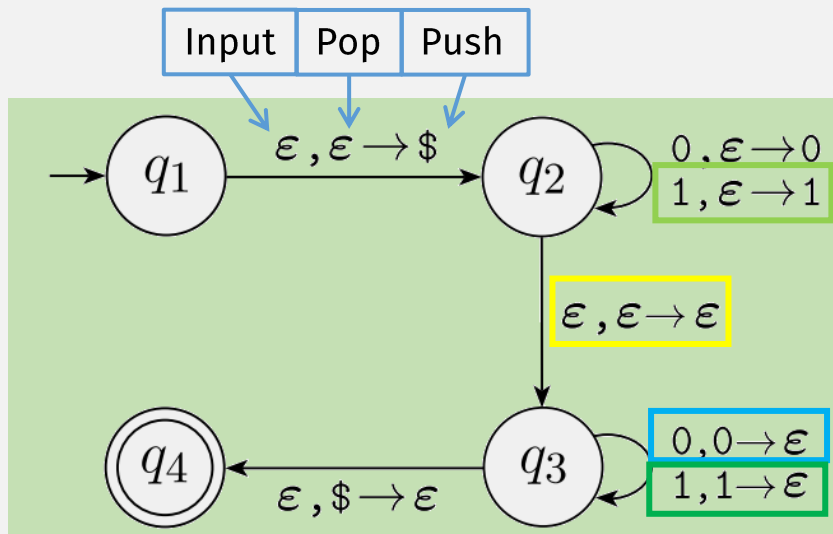 Input Pop Push
ε,ε→$
q1
q2
0,ε→0
1,ε→1
ε,ε→ε
q4
q3
0,0→ε
1,1→ε
ε,$→ε